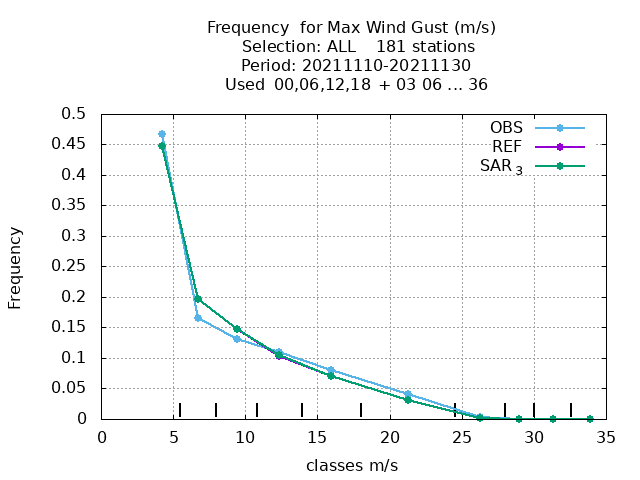 Frequency for Max Wind Gust (m/s)
Selection: ALL 181 stations
Period: 20211110-20211130
Used 00,06,12,18 + 03 06 ... 36
OBS
REF
SAR 3
0.5
0.45
0.4
0.35
0.3
0.25
0.2
0.15
0.1
0.05
0
Frequency
0 5 10 15 20 25 30 35
classes m/s